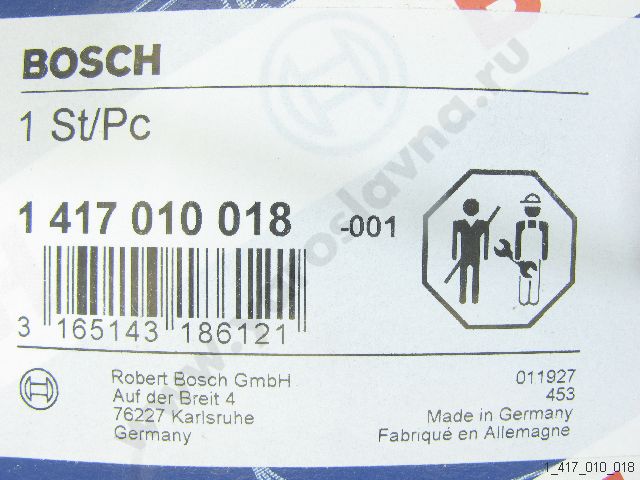 BOSCH
1 St/Pc
1 417 010 018 -001
3 165143 186121
Robert Bosch GmbH
Auf der Breit 4
76227 Karlsruhe
Germany
011927
453
Made in Germany
Fabriqué en Allemagne
1_417_010_018